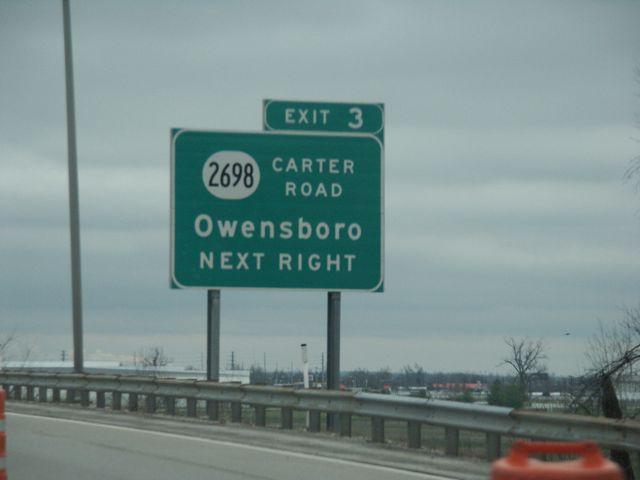 EXIT 3
2698 CARTER
ROAD
Owensboro
NEXT RIGHT